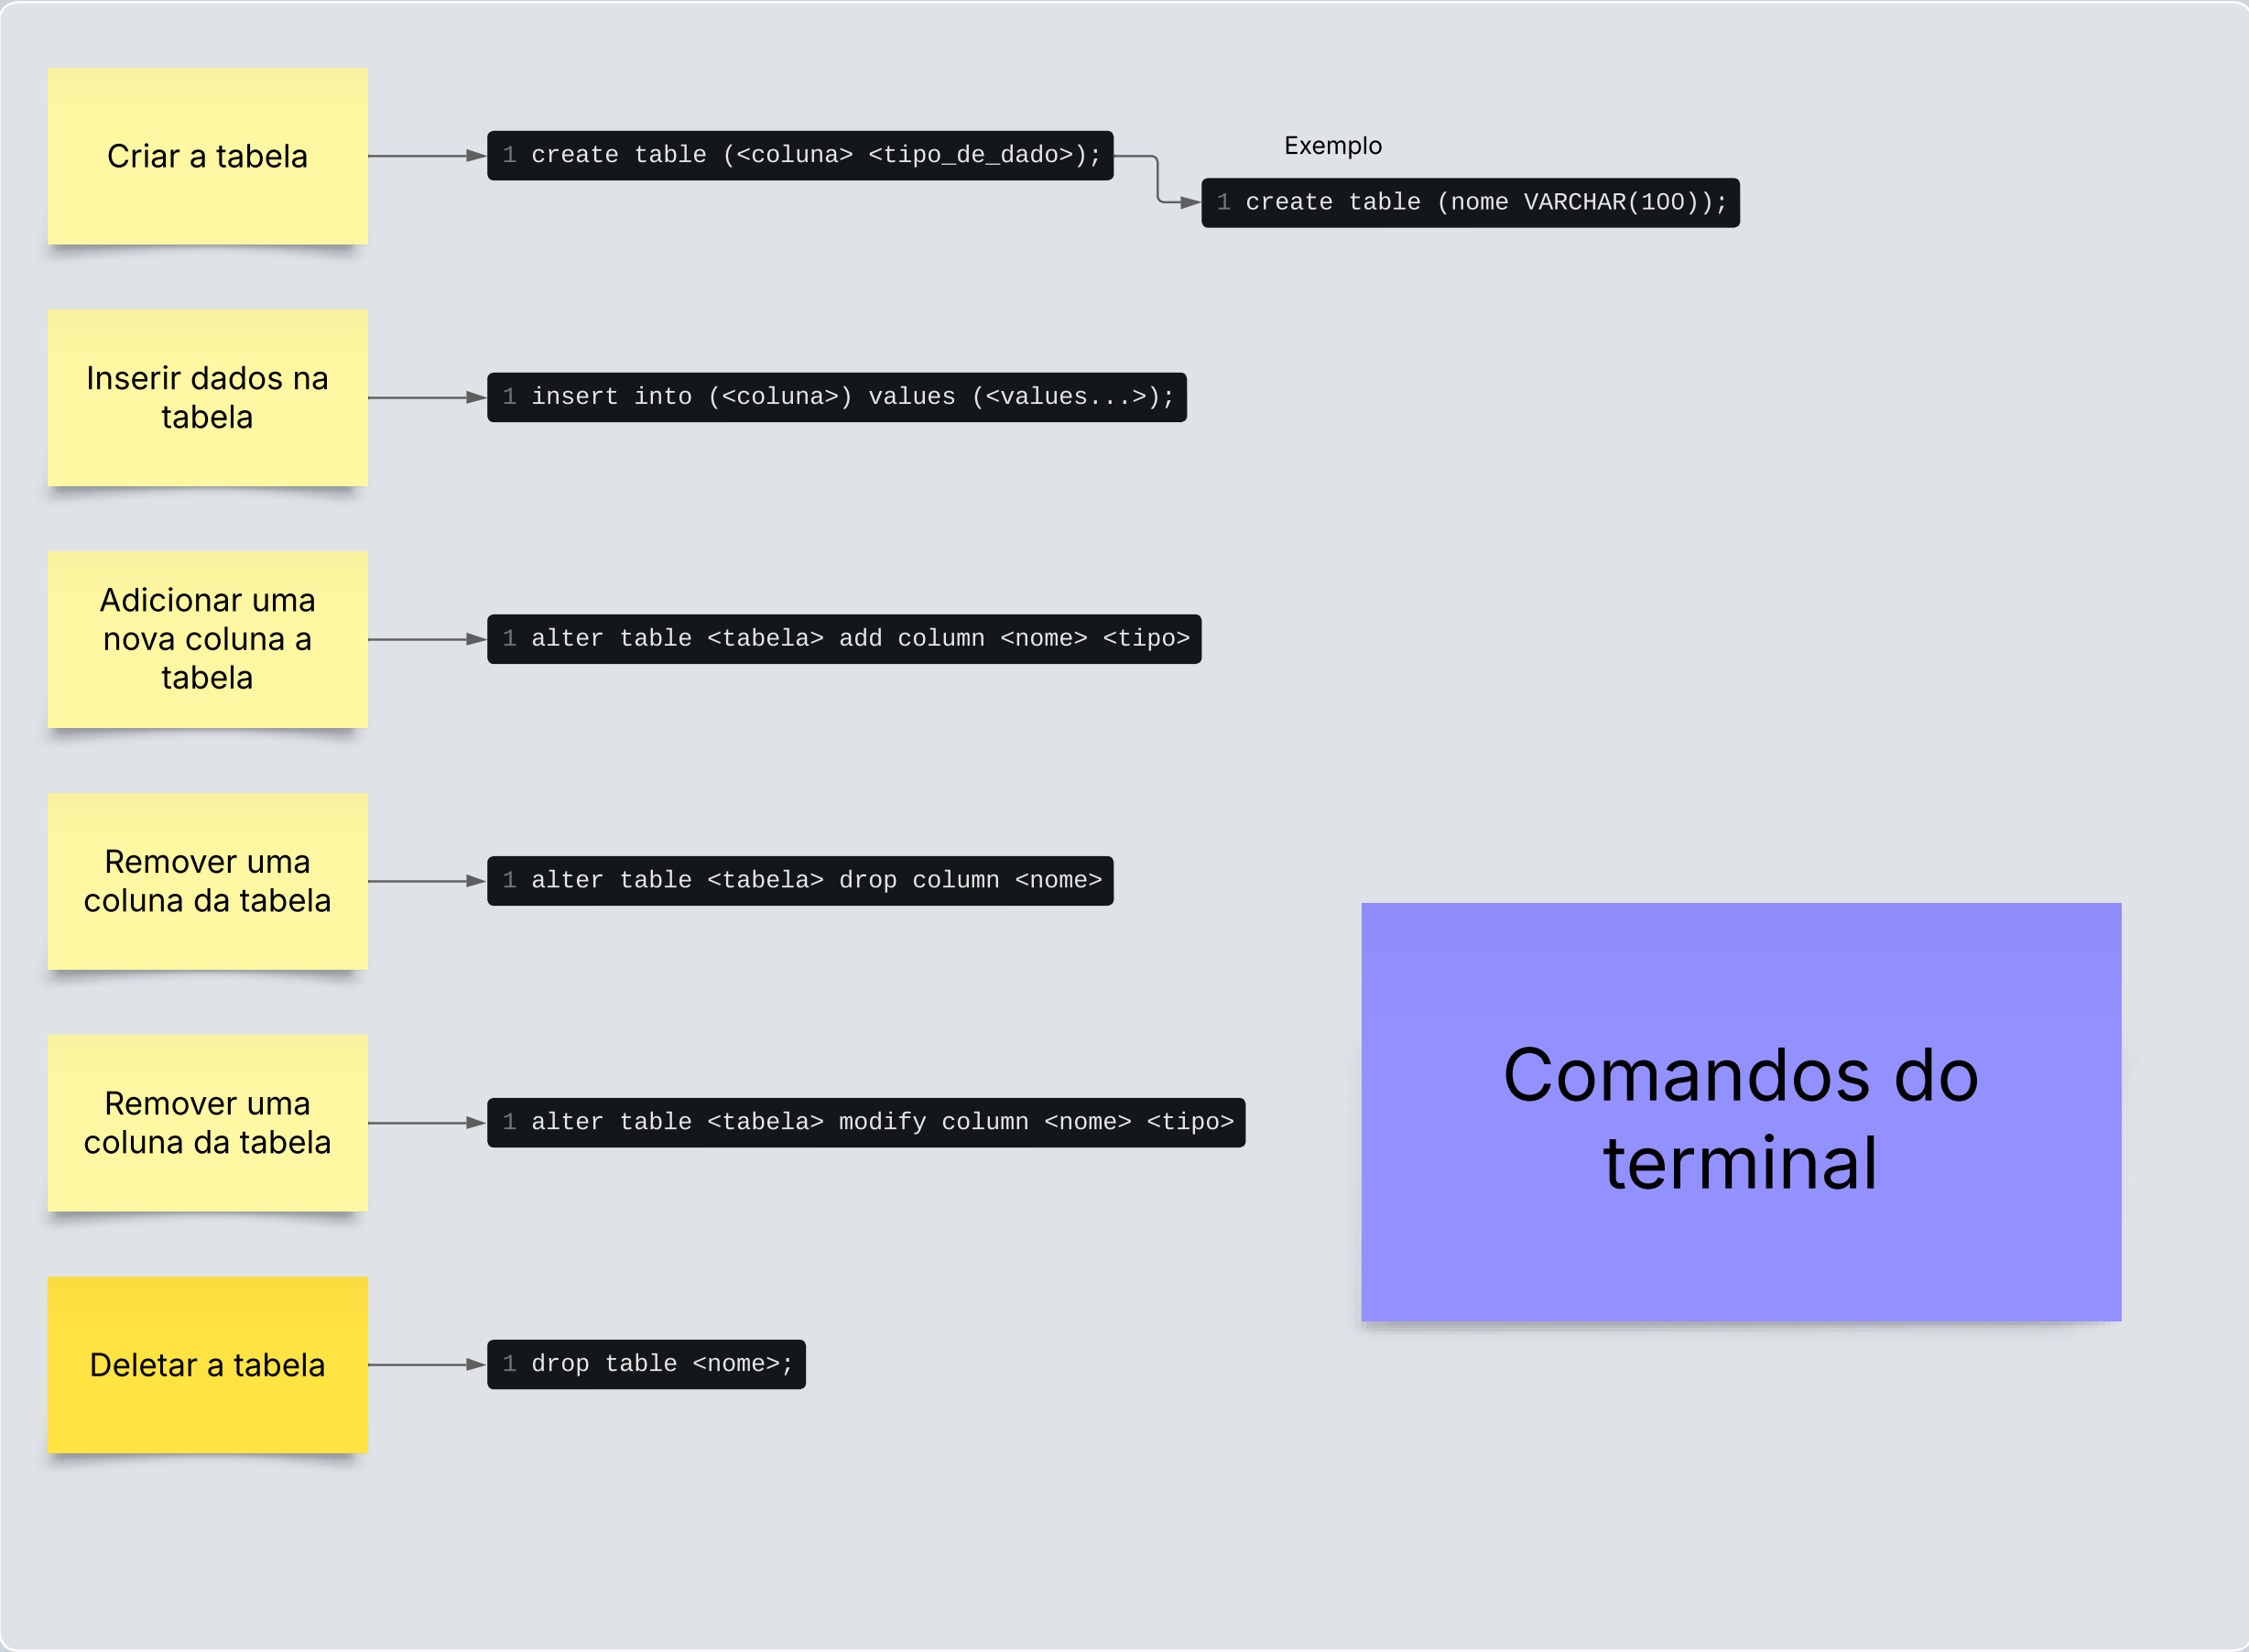 Criar a tabela
1 create table (<coluna> <tipo_de_dado>);
Exemplo
1 create table (nome VARCHAR(100));
Inserir dados na
tabela
1 insert into (<coluna>) values (<values...>);
Adicionar uma
nova coluna a
tabela
1 alter table <tabela> add column <nome> <tipo>
Remover uma
coluna da tabela
1 alter table <tabela> drop column <nome>
Remover uma
coluna da tabela
1 alter table <tabela> modify column <nome> <tipo>
Comandos do
terminal
Deletar a tabela
1 drop table <nome>;